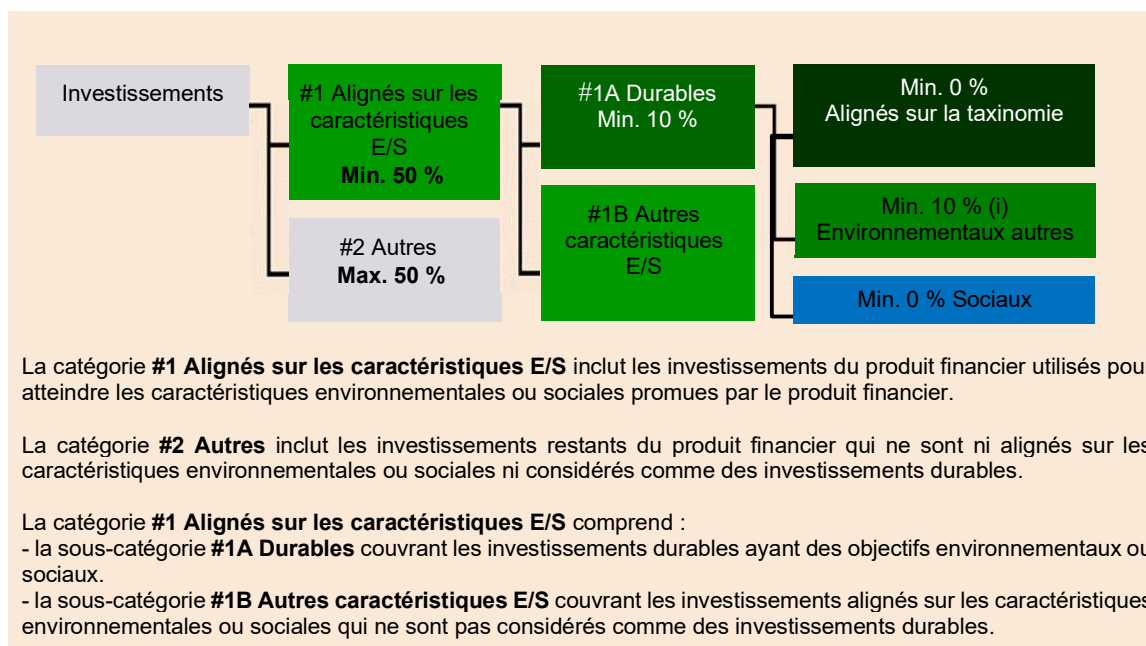 Investissements
#1 Alignés sur les
caractéristiques
E/S
Min. 50 %
#2 Autres
Max. 50 %
#1A Durables
Min. 10 %
#1B Autres
caractéristiques
E/S
Min. 0 %
Alignés sur la taxinomie
Min. 10 % (i)
Environnementaux autres
Min. 0 % Sociaux
La catégorie #1 Alignés sur les caractéristiques E/S inclut les investissements du produit financier utilisés pour
atteindre les caractéristiques environnementales ou sociales promues par le produit financier.
La catégorie #2 Autres inclut les investissements restants du produit financier qui ne sont ni alignés sur les
caractéristiques environnementales ou sociales ni considérés comme des investissements durables.
La catégorie #1 Alignés sur les caractéristiques E/S comprend :
- la sous-catégorie #1A Durables couvrant les investissements durables ayant des objectifs environnementaux ou
sociaux.
- la sous-catégorie #1B Autres caractéristiques E/S couvrant les investissements alignés sur les caractéristiques
environnementales ou sociales qui ne sont pas considérés comme des investissements durables.